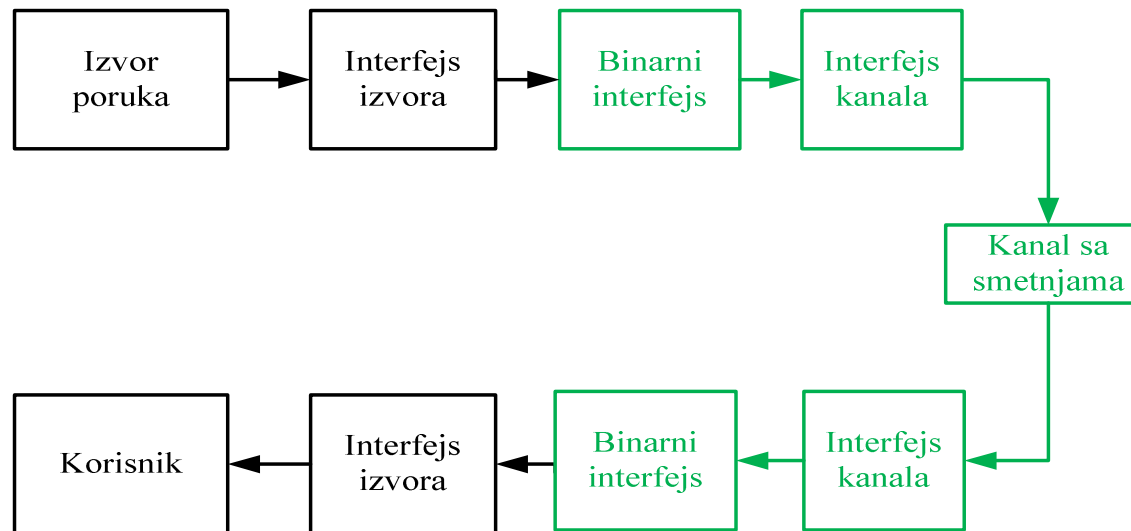 Izvor
poruka
Interfejs
izvora
Binarni
interfejs
Interfejs
kanala
Kanal sa
smetnjama
Korisnik
Interfejs
izvora
Binarni
interfejs
Interfejs
kanala